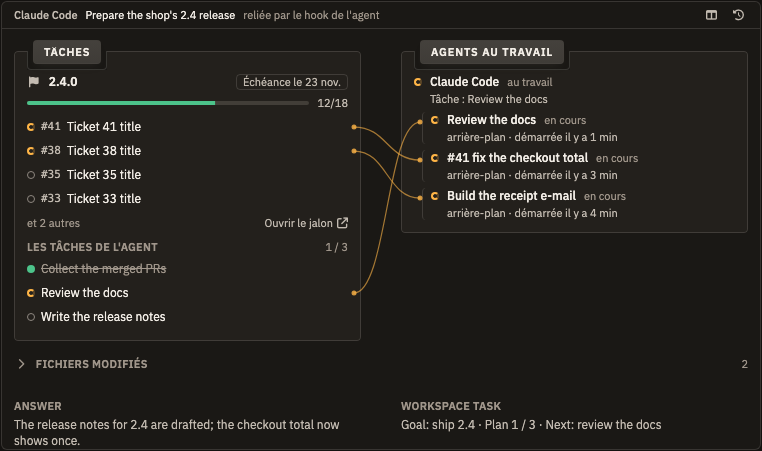 Claude Code Prepare the shop's 2.4 release reliée par le hook de l'agent
TÂCHES
2.4.0 Échéance le 23 nov.
12/18
#41 Ticket 41 title
#38 Ticket 38 title
#35 Ticket 35 title
#33 Ticket 33 title
et 2 autres Ouvrir le jalon
LES TÂCHES DE L'AGENT 1 / 3
Collect the merged PRs
Review the docs
Write the release notes
AGENTS AU TRAVAIL
Claude Code au travail
Tâche : Review the docs
Review the docs en cours
arrière-plan · démarrée il y a 1 min
#41 fix the checkout total en cours
arrière-plan · démarrée il y a 3 min
Build the receipt e-mail en cours
arrière-plan · démarrée il y a 4 min
FICHIERS MODIFIÉS 2
ANSWER
The release notes for 2.4 are drafted; the checkout total now
shows once.
WORKSPACE TASK
Goal: ship 2.4 · Plan 1 / 3 · Next: review the docs